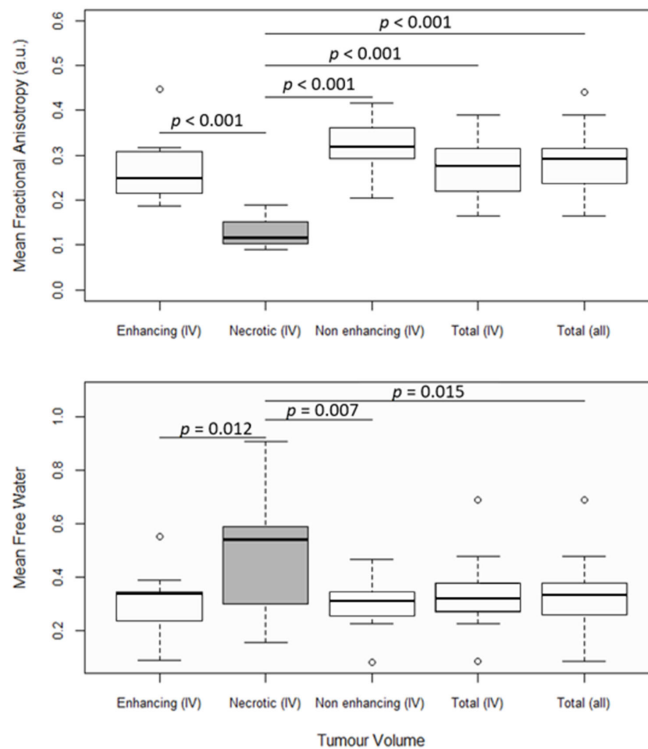 Mean Fractional Anisotropy (a.u.)
0.6
0.5
0.4
0.3
0.2
0.1
0.0
p < 0.001
p < 0.001
p < 0.001
p < 0.001
Enhancing (IV) Necrotic (IV) Non enhancing (IV) Total (IV) Total (all)
Mean Free Water
1.0
0.8
0.6
0.4
0.2
p = 0.015
p = 0.007
p = 0.012
Enhancing (IV) Necrotic (IV) Non enhancing (IV) Total (IV) Total (all)
Tumour Volume